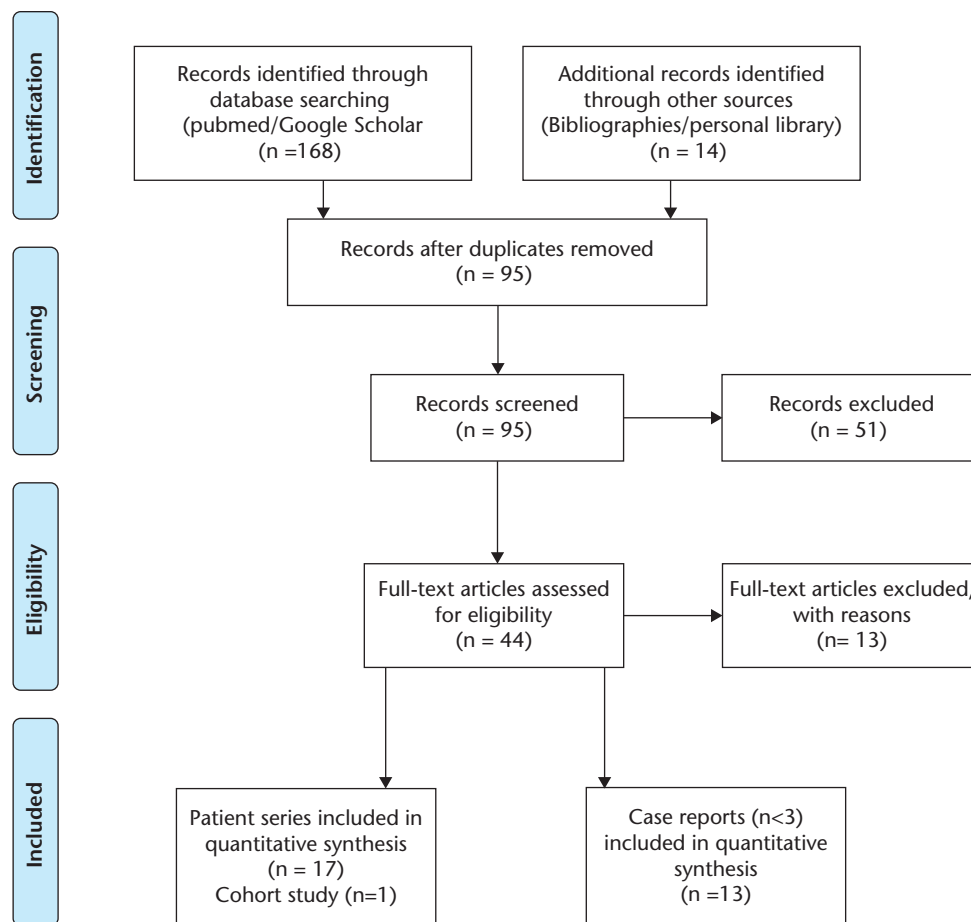 Identification
Records identified through
database searching
(pubmed/Google Scholar
(n =168)
Additional records identified
through other sources
(Bibliographies/personal library)
(n = 14)
Screening
Records after duplicates removed
(n = 95)
Records screened
(n = 95)
Records excluded
(n = 51)
Eligibility
Full-text articles assessed
for eligibility
(n = 44)
Full-text articles excluded,
with reasons
(n= 13)
Included
Patient series included in
quantitative synthesis
(n = 17)
Cohort study (n=1)
Case reports (n<3)
included in quantitative
synthesis
(n =13)